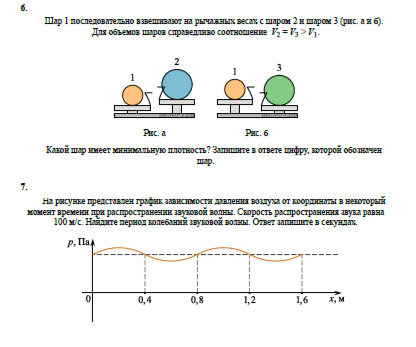 6.
Шар 1 последовательно взвешивают на рычажных весах с шаром 2 и шаром 3 (рис. а и б).
Для объемов шаров справедливо соотношение V₂ = V₃ > V₁.
1
2
1
3
Рис. а
Рис. б
Какой шар имеет минимальную плотность? Запишите в ответе цифру, которой обозначен
шар.
7.
На рисунке представлен график зависимости давления воздуха от координаты в некоторый
момент времени при распространении звуковой волны. Скорость распространения звука равна
100 м/с. Найдите период колебаний звуковой волны. Ответ запишите в секундах.
p, Па
0
0,4
0,8
1,2
1,6
x, м